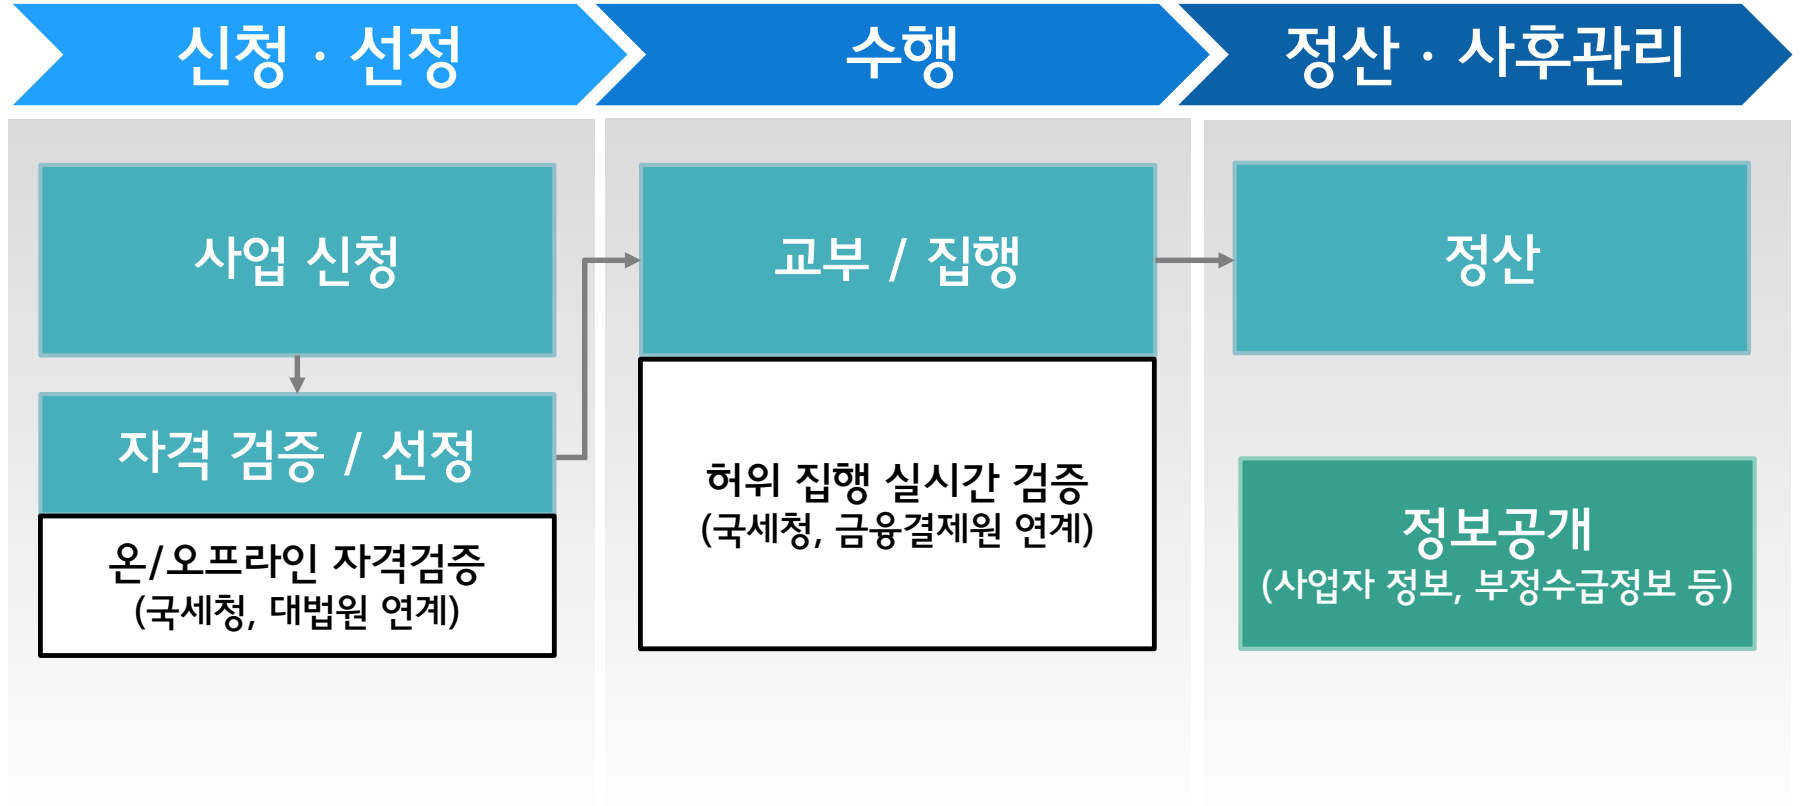 신청 · 선정
수행
정산 · 사후관리
사업 신청
자격 검증 / 선정
온/오프라인 자격검증
(국세청, 대법원 연계)
교부 / 집행
허위 집행 실시간 검증
(국세청, 금융결제원 연계)
정산
정보공개
(사업자 정보, 부정수급정보 등)